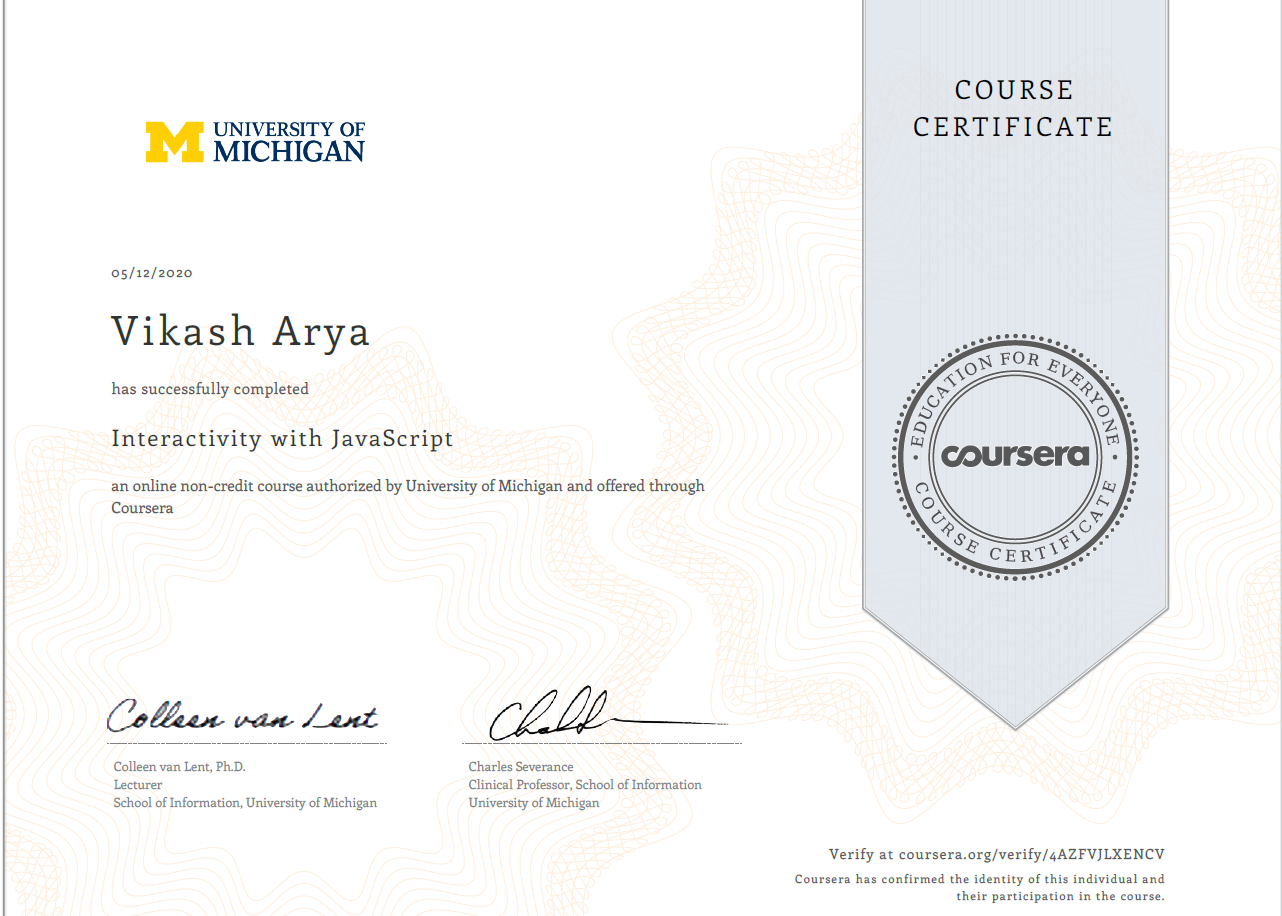 UNIVERSITY OF
MICHIGAN
COURSE
CERTIFICATE
05/12/2020
Vikash Arya
has successfully completed
Interactivity with JavaScript
an online non-credit course authorized by University of Michigan and offered through
Coursera
EDUCATION FOR EVERYONE
coursera
COURSE CERTIFICATE
Colleen van Lent
Colleen van Lent, Ph.D.
Lecturer
School of Information, University of Michigan
Charles Severance
Clinical Professor, School of Information
University of Michigan
Verify at coursera.org/verify/4AZFVJLXENCV
Coursera has confirmed the identity of this individual and
their participation in the course.